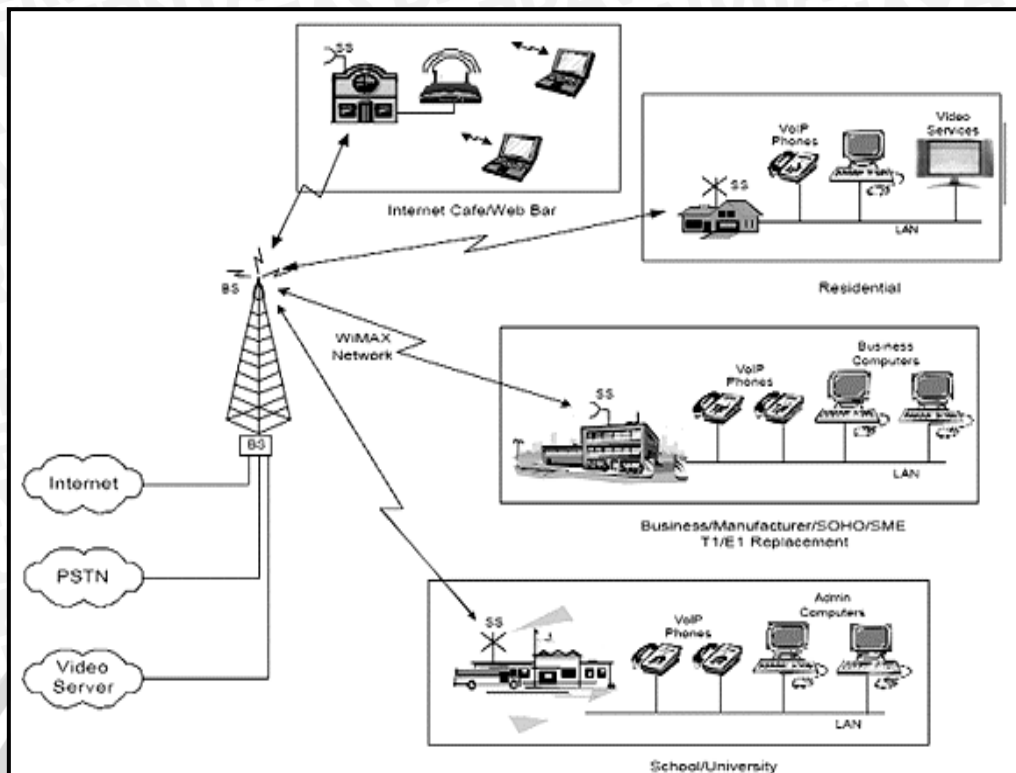 SS
Internet Cafe/Web Bar
Video
Services
VoIP
Phones
SS
LAN
Residential
BS
WiMAX
Network
Business
Computers
VoIP
Phones
SS
LAN
Business/Manufacturer/SOHO/SME
T1/E1 Replacement
BS
Internet
PSTN
Video
Server
Admin
Computers
VoIP
Phones
SS
LAN
School/University